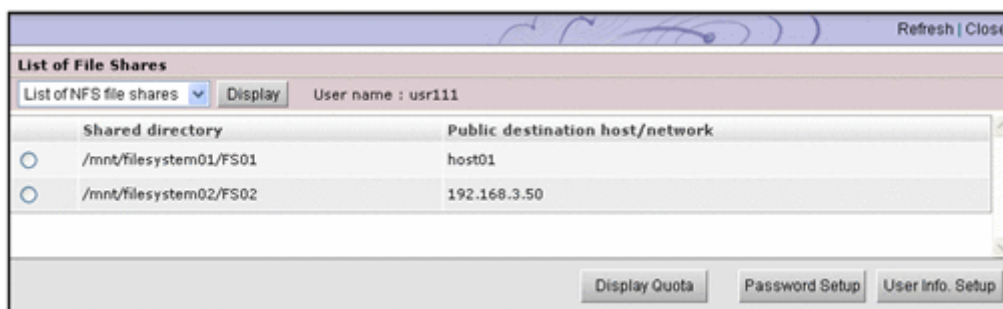 Refresh | Close
List of File Shares
List of NFS file shares Display User name : usr111
Shared directory Public destination host/network
/mnt/filesystem01/FS01 host01
/mnt/filesystem02/FS02 192.168.3.50
Display Quota Password Setup User Info. Setup